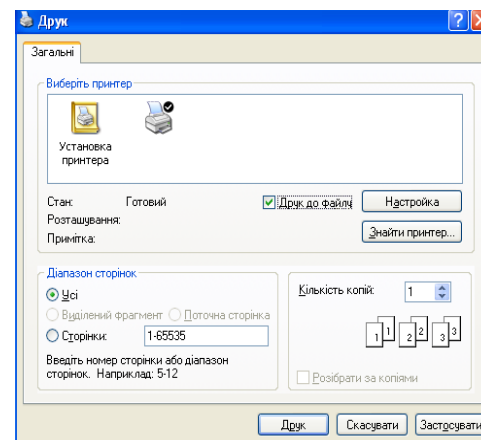 Друк
Загальні
Виберіть принтер
Установка
принтера
Стан: Готовий
Друк до файлу
Настройка
Розташування:
Примітка:
Знайти принтер...
Діапазон сторінок
Усі
Виділений фрагмент Поточна сторінка
Сторінки: 1-65535
Введіть номер сторінки або діапазон
сторінок. Наприклад: 5-12
Кількість копій: 1
1 1 2 2 3 3
Розібрати за копіями
Друк Скасувати Застосувати